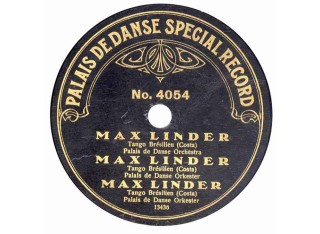 PALAIS DE DANSE SPECIAL RECORD
No. 4054
MAX LINDER
Tango Brésilien (Costa)
Palais de Danse Orchestra
MAX LINDER
Tango Brésilien (Costa)
Palais de Danse Orkester
MAX LINDER
Tango Brésilien (Costa)
Palais de Danse Orkester
13436